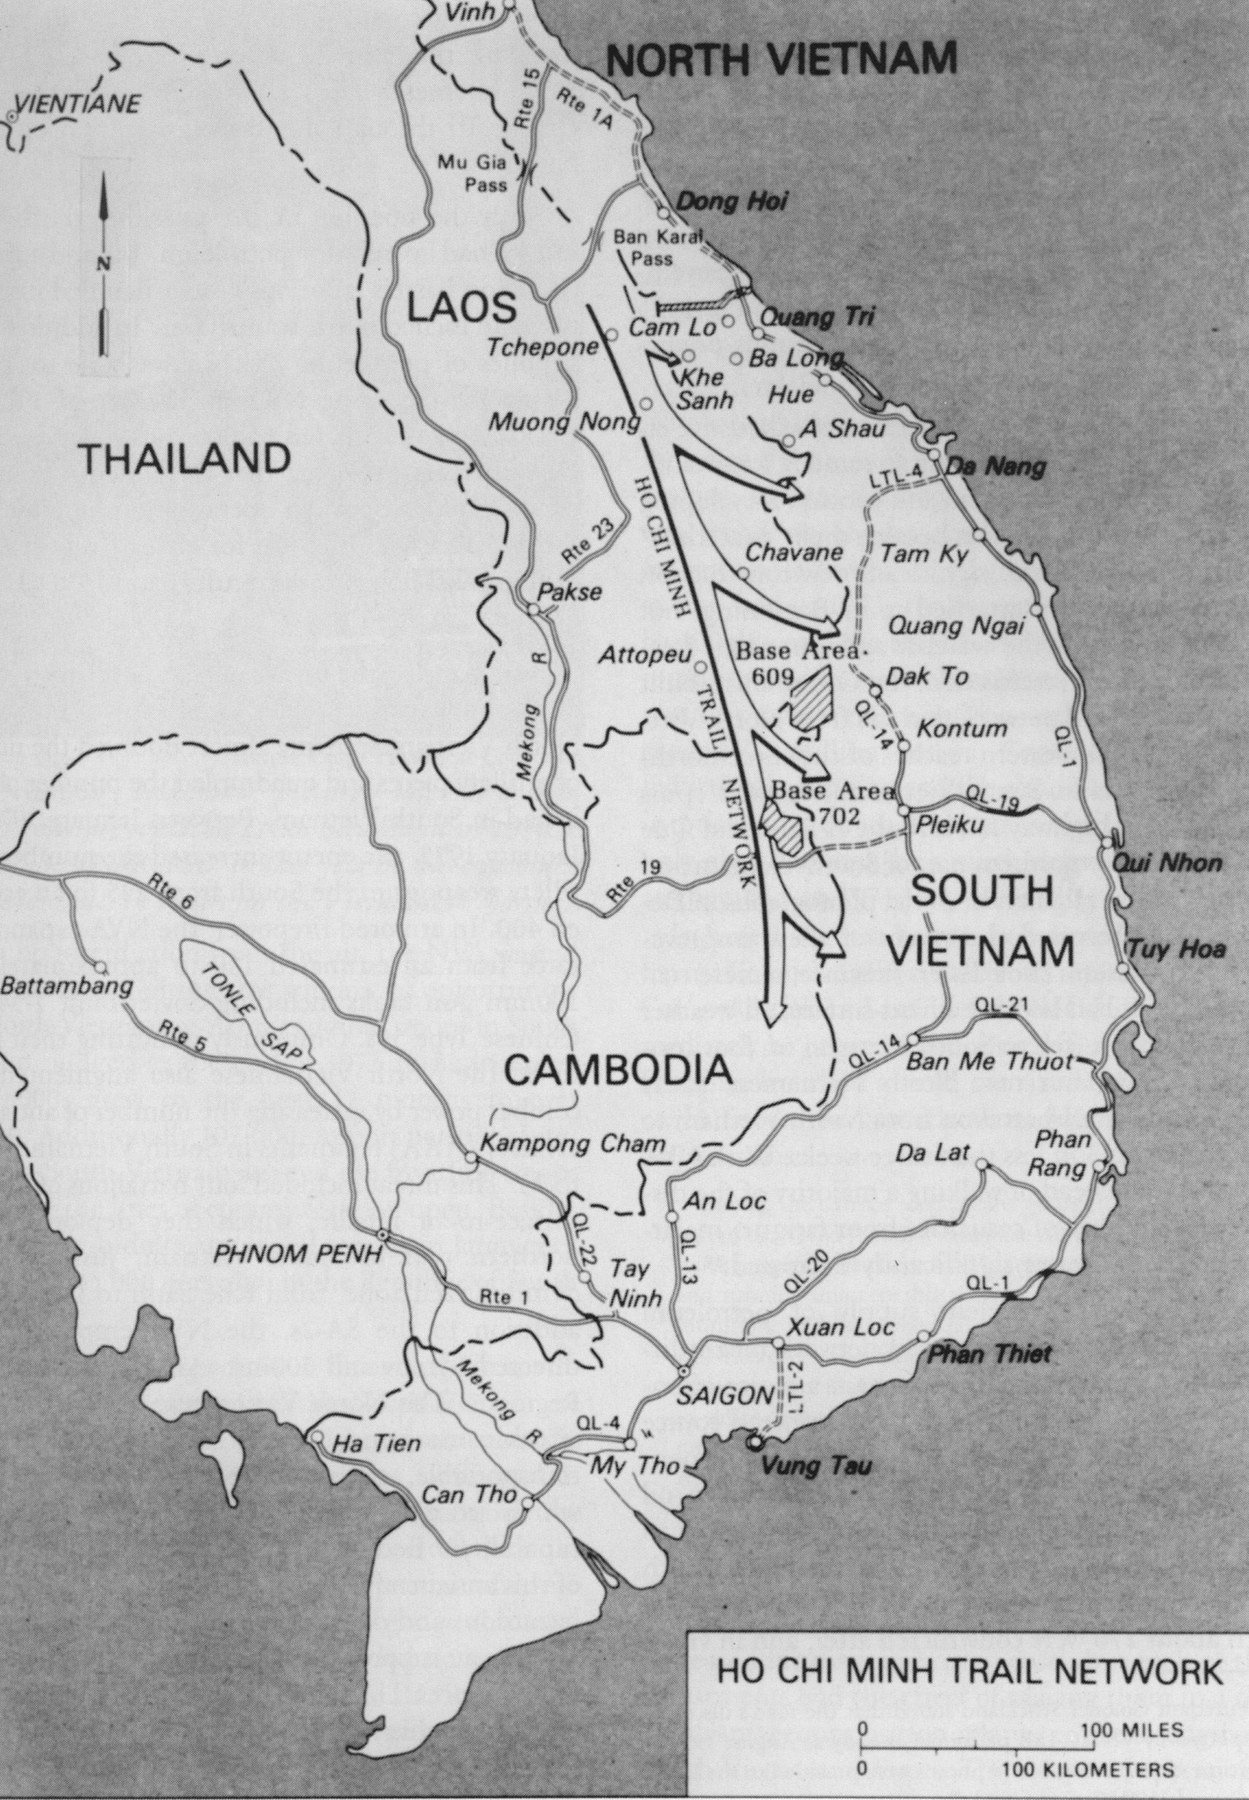 Vinh
NORTH VIETNAM
VIENTIANE
Rte 15
Rte 1A
Mu Gia
Pass
Dong Hoi
Ban Karai
Pass
N
LAOS
Cam Lo
Quang Tri
Tchepone
Ba Long
Khe
Sanh
Hue
Muong Nong
A Shau
THAILAND
LTL-4
Da Nang
HO CHI MINH
TRAIL
NETWORK
Rte 23
Chavane
Tam Ky
Pakse
Quang Ngai
R
Mekong
Attopeu
Base Area
609
Dak To
QL-14
Kontum
QL-1
Base Area
702
QL-19
Pleiku
Qui Nhon
Rte 19
Rte 6
SOUTH
VIETNAM
Tuy Hoa
Battambang
TONLE
SAP
Rte 5
QL-21
CAMBODIA
QL-14
Ban Me Thuot
Kampong Cham
Da Lat
Phan
Rang
An Loc
PHNOM PENH
QL-22
QL-13
Tay
Ninh
QL-20
Rte 1
QL-1
Xuan Loc
Phan Thiet
Mekong
R
SAIGON
LTL-2
QL-4
Ha Tien
My Tho
Vung Tau
Can Tho
HO CHI MINH TRAIL NETWORK
0 100 MILES
0 100 KILOMETERS